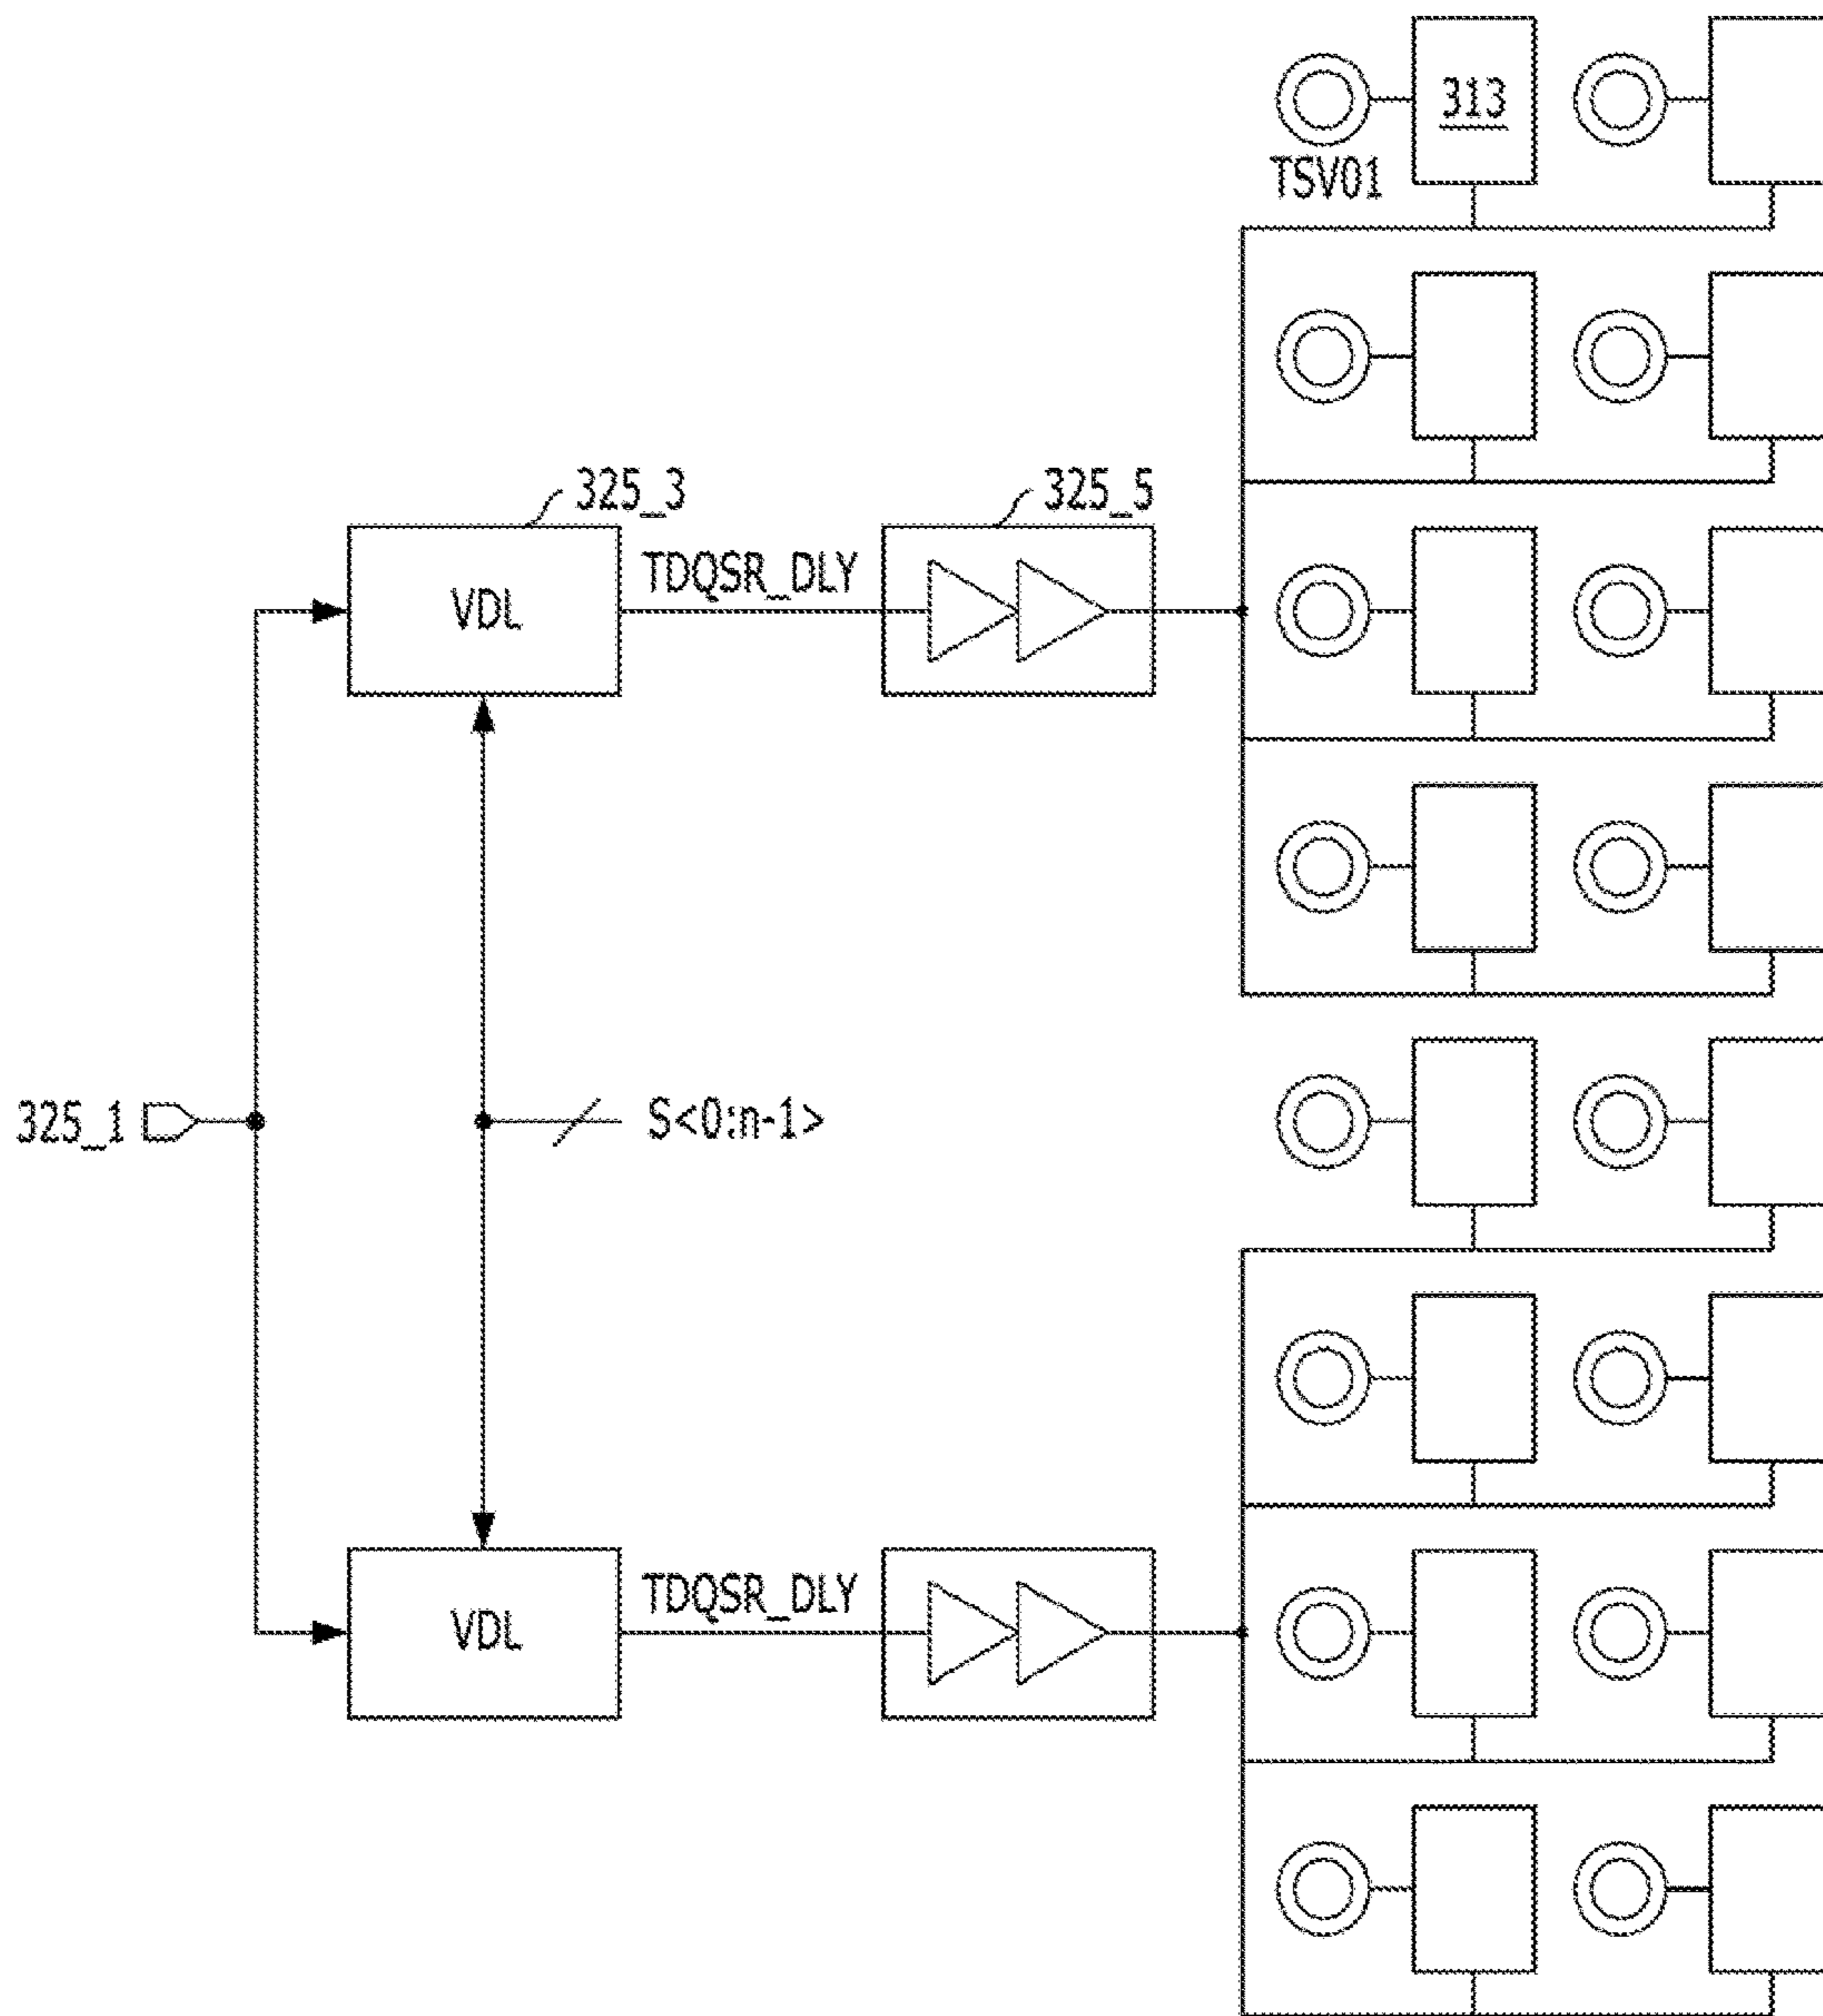 313
TSV01
325_3
325_5
VDL
TDQSR_DLY
325_1
S<0:n-1>
VDL
TDQSR_DLY